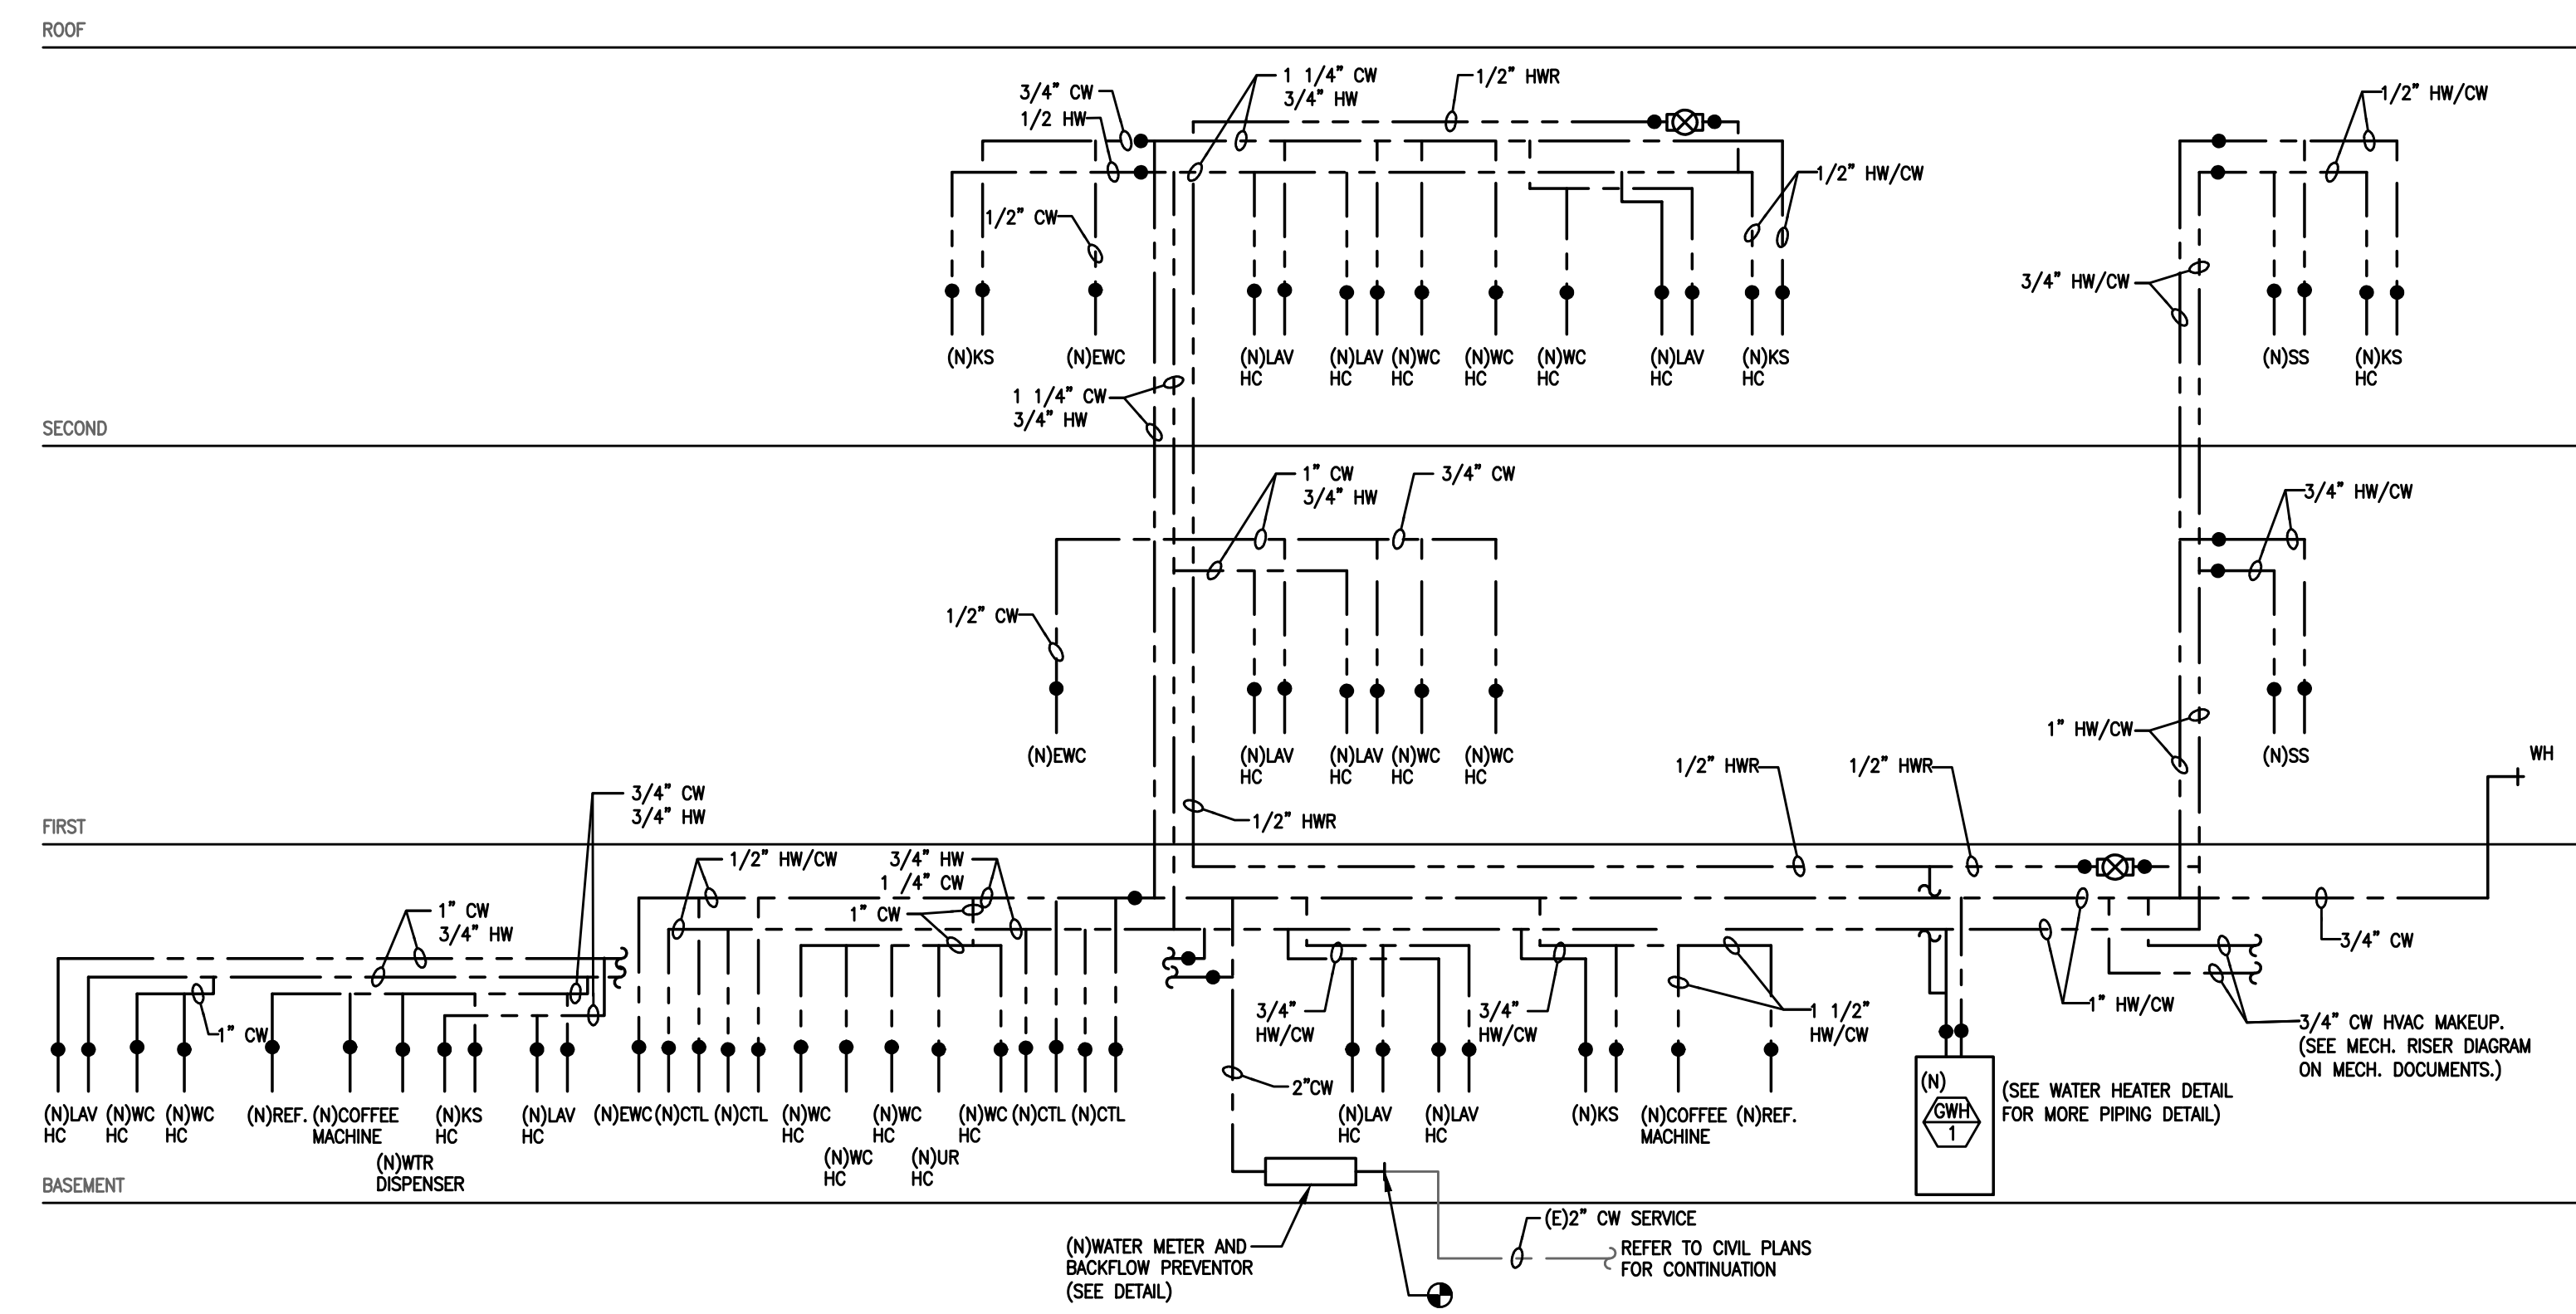 ROOF
3/4" CW
1/2 HW
1 1/4" CW
3/4" HW
1/2" HWR
1/2" HW/CW
1/2" HW/CW
1/2" CW
3/4" HW/CW
(N)KS
(N)EWC
(N)LAV
HC
(N)LAV
HC
(N)WC
HC
(N)WC
HC
(N)WC
HC
(N)LAV
HC
(N)KS
HC
(N)SS
(N)KS
HC
1 1/4" CW
3/4" HW
SECOND
1" CW
3/4" HW
3/4" CW
3/4" HW/CW
1/2" CW
1" HW/CW
(N)EWC
(N)LAV
HC
(N)LAV
HC
(N)WC
HC
(N)WC
HC
(N)SS
WH
1/2" HWR
1/2" HWR
3/4" CW
3/4" HW
1/2" HWR
FIRST
1/2" HW/CW
3/4" HW
1 /4" CW
1" CW
1" CW
3/4" HW
3/4" CW
1" CW
3/4"
HW/CW
3/4"
HW/CW
1 1/2"
HW/CW
1" HW/CW
3/4" CW HVAC MAKEUP.
(SEE MECH. RISER DIAGRAM
ON MECH. DOCUMENTS.)
2"CW
(N)
GWH
1
(SEE WATER HEATER DETAIL
FOR MORE PIPING DETAIL)
(N)LAV
HC
(N)WC
HC
(N)WC
HC
(N)REF.
(N)COFFEE
MACHINE
(N)WTR
DISPENSER
(N)KS
HC
(N)LAV
HC
(N)EWC
(N)CTL
(N)CTL
(N)WC
HC
(N)WC
HC
(N)WC
HC
(N)UR
HC
(N)WC
HC
(N)CTL
(N)CTL
(N)LAV
HC
(N)LAV
HC
(N)KS
(N)COFFEE
MACHINE
(N)REF.
BASEMENT
(N)WATER METER AND
BACKFLOW PREVENTOR
(SEE DETAIL)
(E)2" CW SERVICE
REFER TO CIVIL PLANS
FOR CONTINUATION